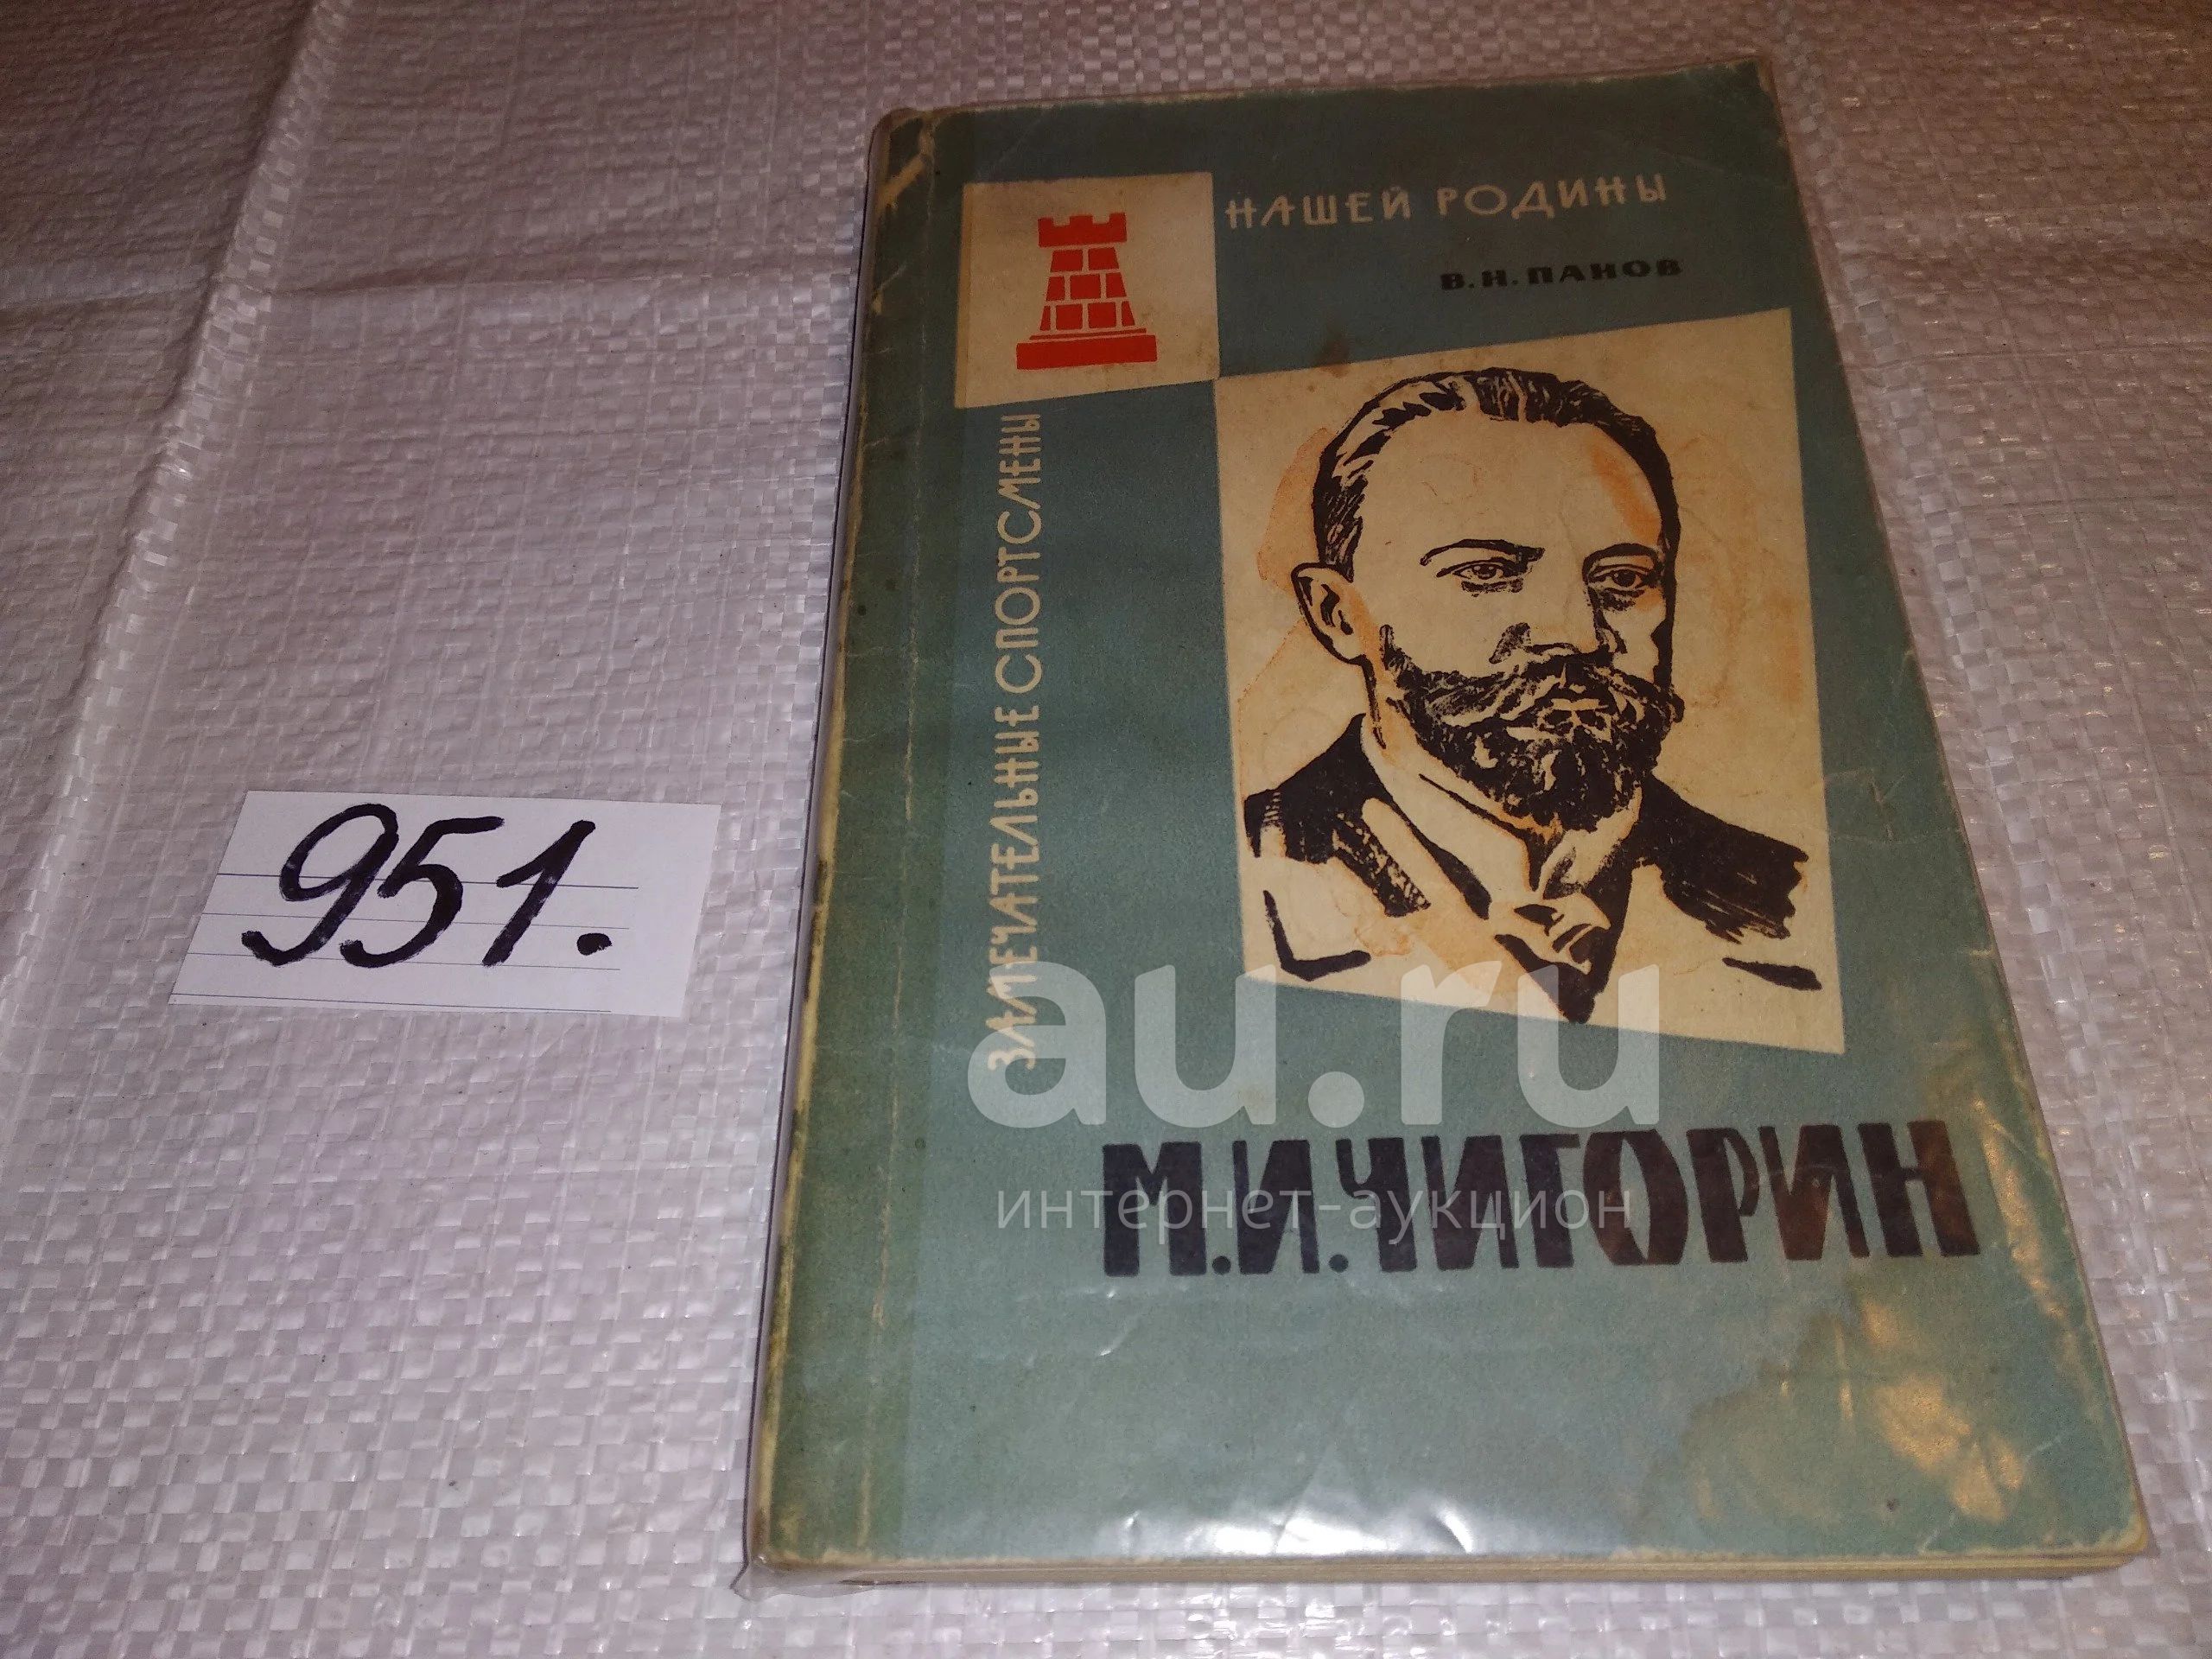 ЗАМЕЧАТЕЛЬНЫЕ СПОРТСМЕНЫ
НАШЕЙ РОДИНЫ
В. Н. ПАНОВ
951.
au.ru
интернет-аукцион
М.И.ЧИГОРИН